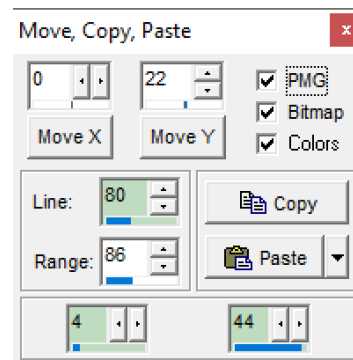 Move, Copy, Paste x
0 22 PMG
Bitmap
Move X Move Y Colors
Line: 80 Copy
Range: 86 Paste
4 44